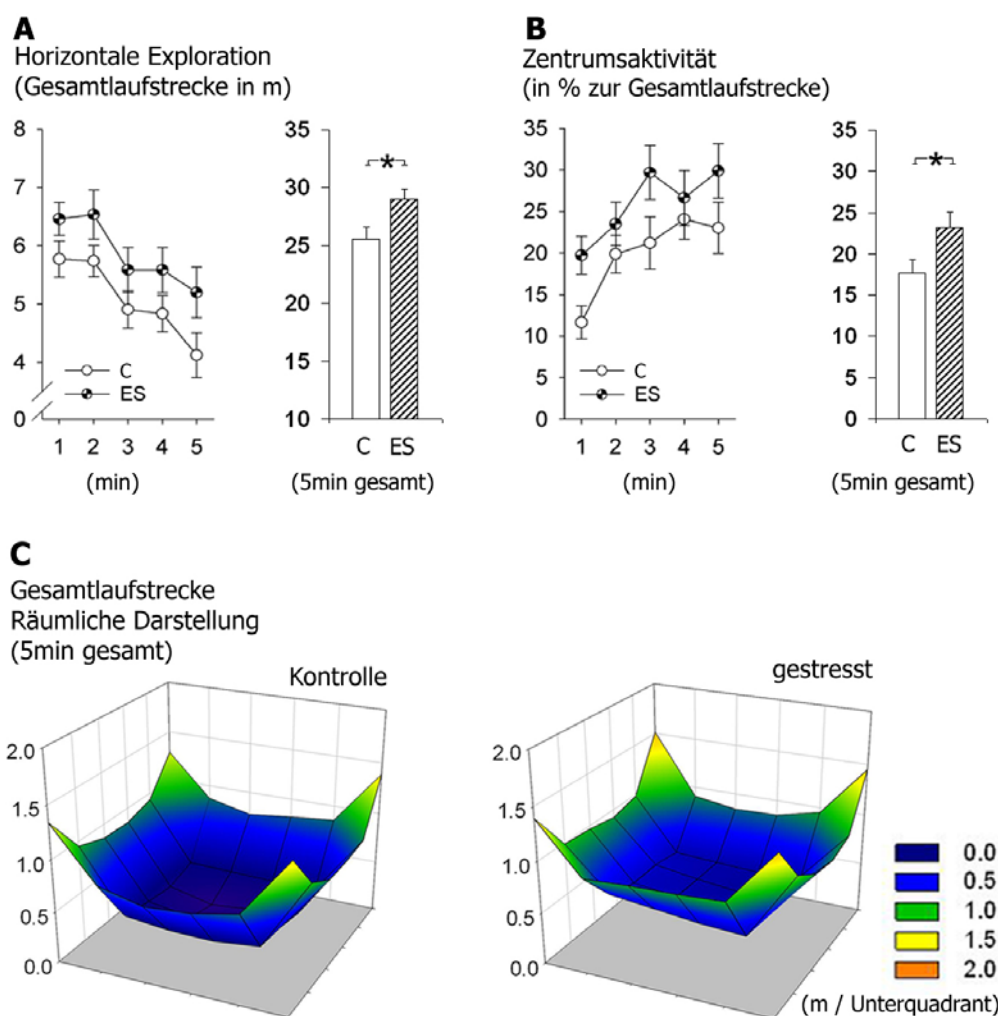 A
Horizontale Exploration
(Gesamtlaufstrecke in m)
8
7
6
5
4
0
C
ES
1 2 3 4 5
(min)
35
30
25
20
15
10
*
C ES
(5min gesamt)
B
Zentrumsaktivität
(in % zur Gesamtlaufstrecke)
35
30
25
20
15
10
5
0
C
ES
1 2 3 4 5
(min)
35
30
25
20
15
10
5
0
*
C ES
(5min gesamt)
C
Gesamtlaufstrecke
Räumliche Darstellung
(5min gesamt)
Kontrolle
2.0
1.5
1.0
0.5
0.0
gestresst
2.0
1.5
1.0
0.5
0.0
0.0
0.5
1.0
1.5
2.0
(m / Unterquadrant)